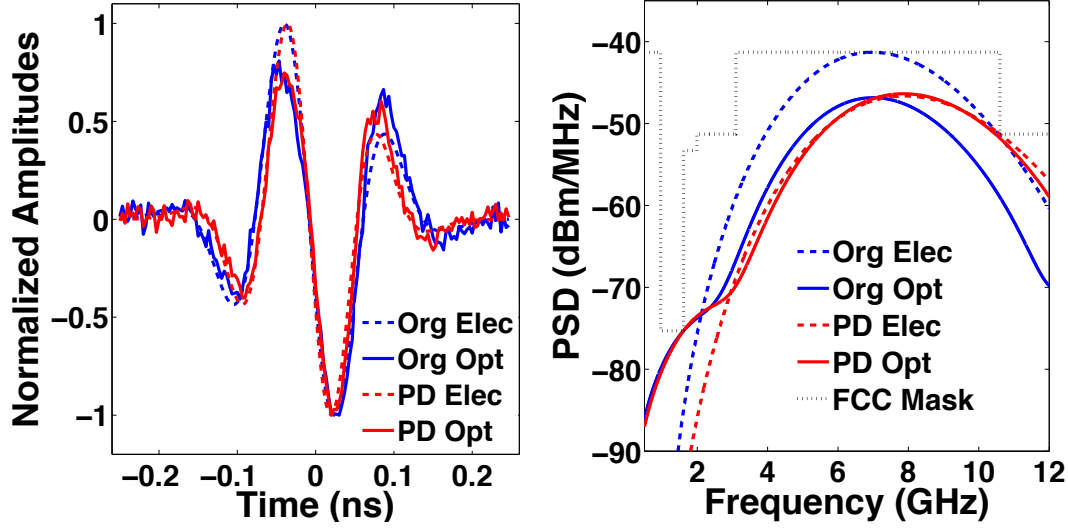 Normalized Amplitudes
1
0.5
0
−0.5
−1
−0.2
−0.1
0
0.1
0.2
Time (ns)
Org Elec
Org Opt
PD Elec
PD Opt
PSD (dBm/MHz)
−40
−50
−60
−70
−80
−90
2
4
6
8
10
12
Frequency (GHz)
Org Elec
Org Opt
PD Elec
PD Opt
FCC Mask